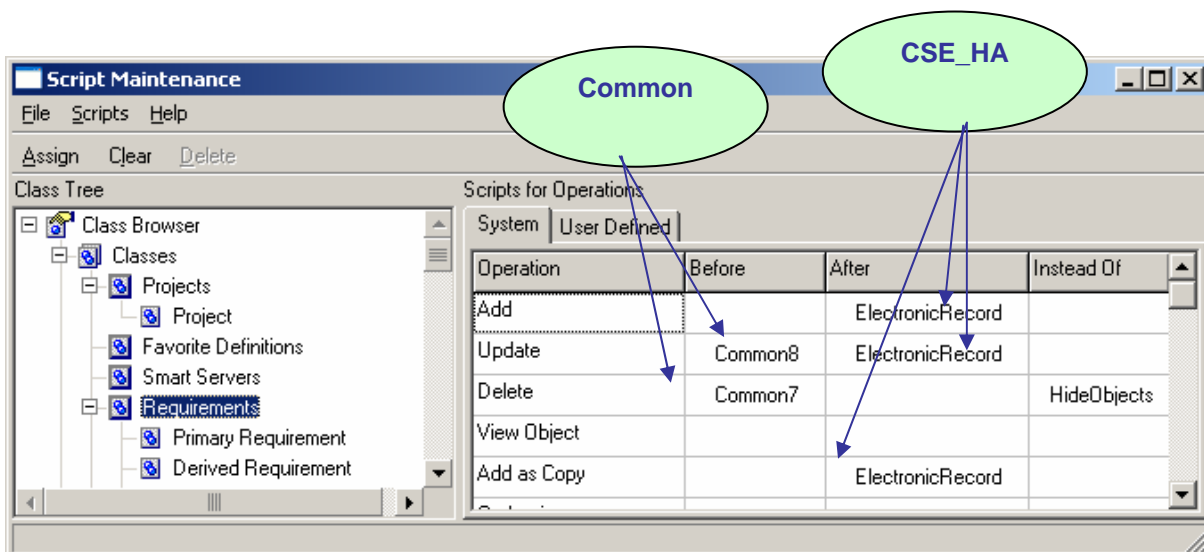 CSE_HA
Common
Script Maintenance
File Scripts Help
Assign Clear Delete
Class Tree
Scripts for Operations
Class Browser
Classes
Projects
Project
Favorite Definitions
Smart Servers
Requirements
Primary Requirement
Derived Requirement
System User Defined
Operation Before After Instead Of
Add ElectronicRecord
Update Common8 ElectronicRecord
Delete Common7 HideObjects
View Object
Add as Copy ElectronicRecord